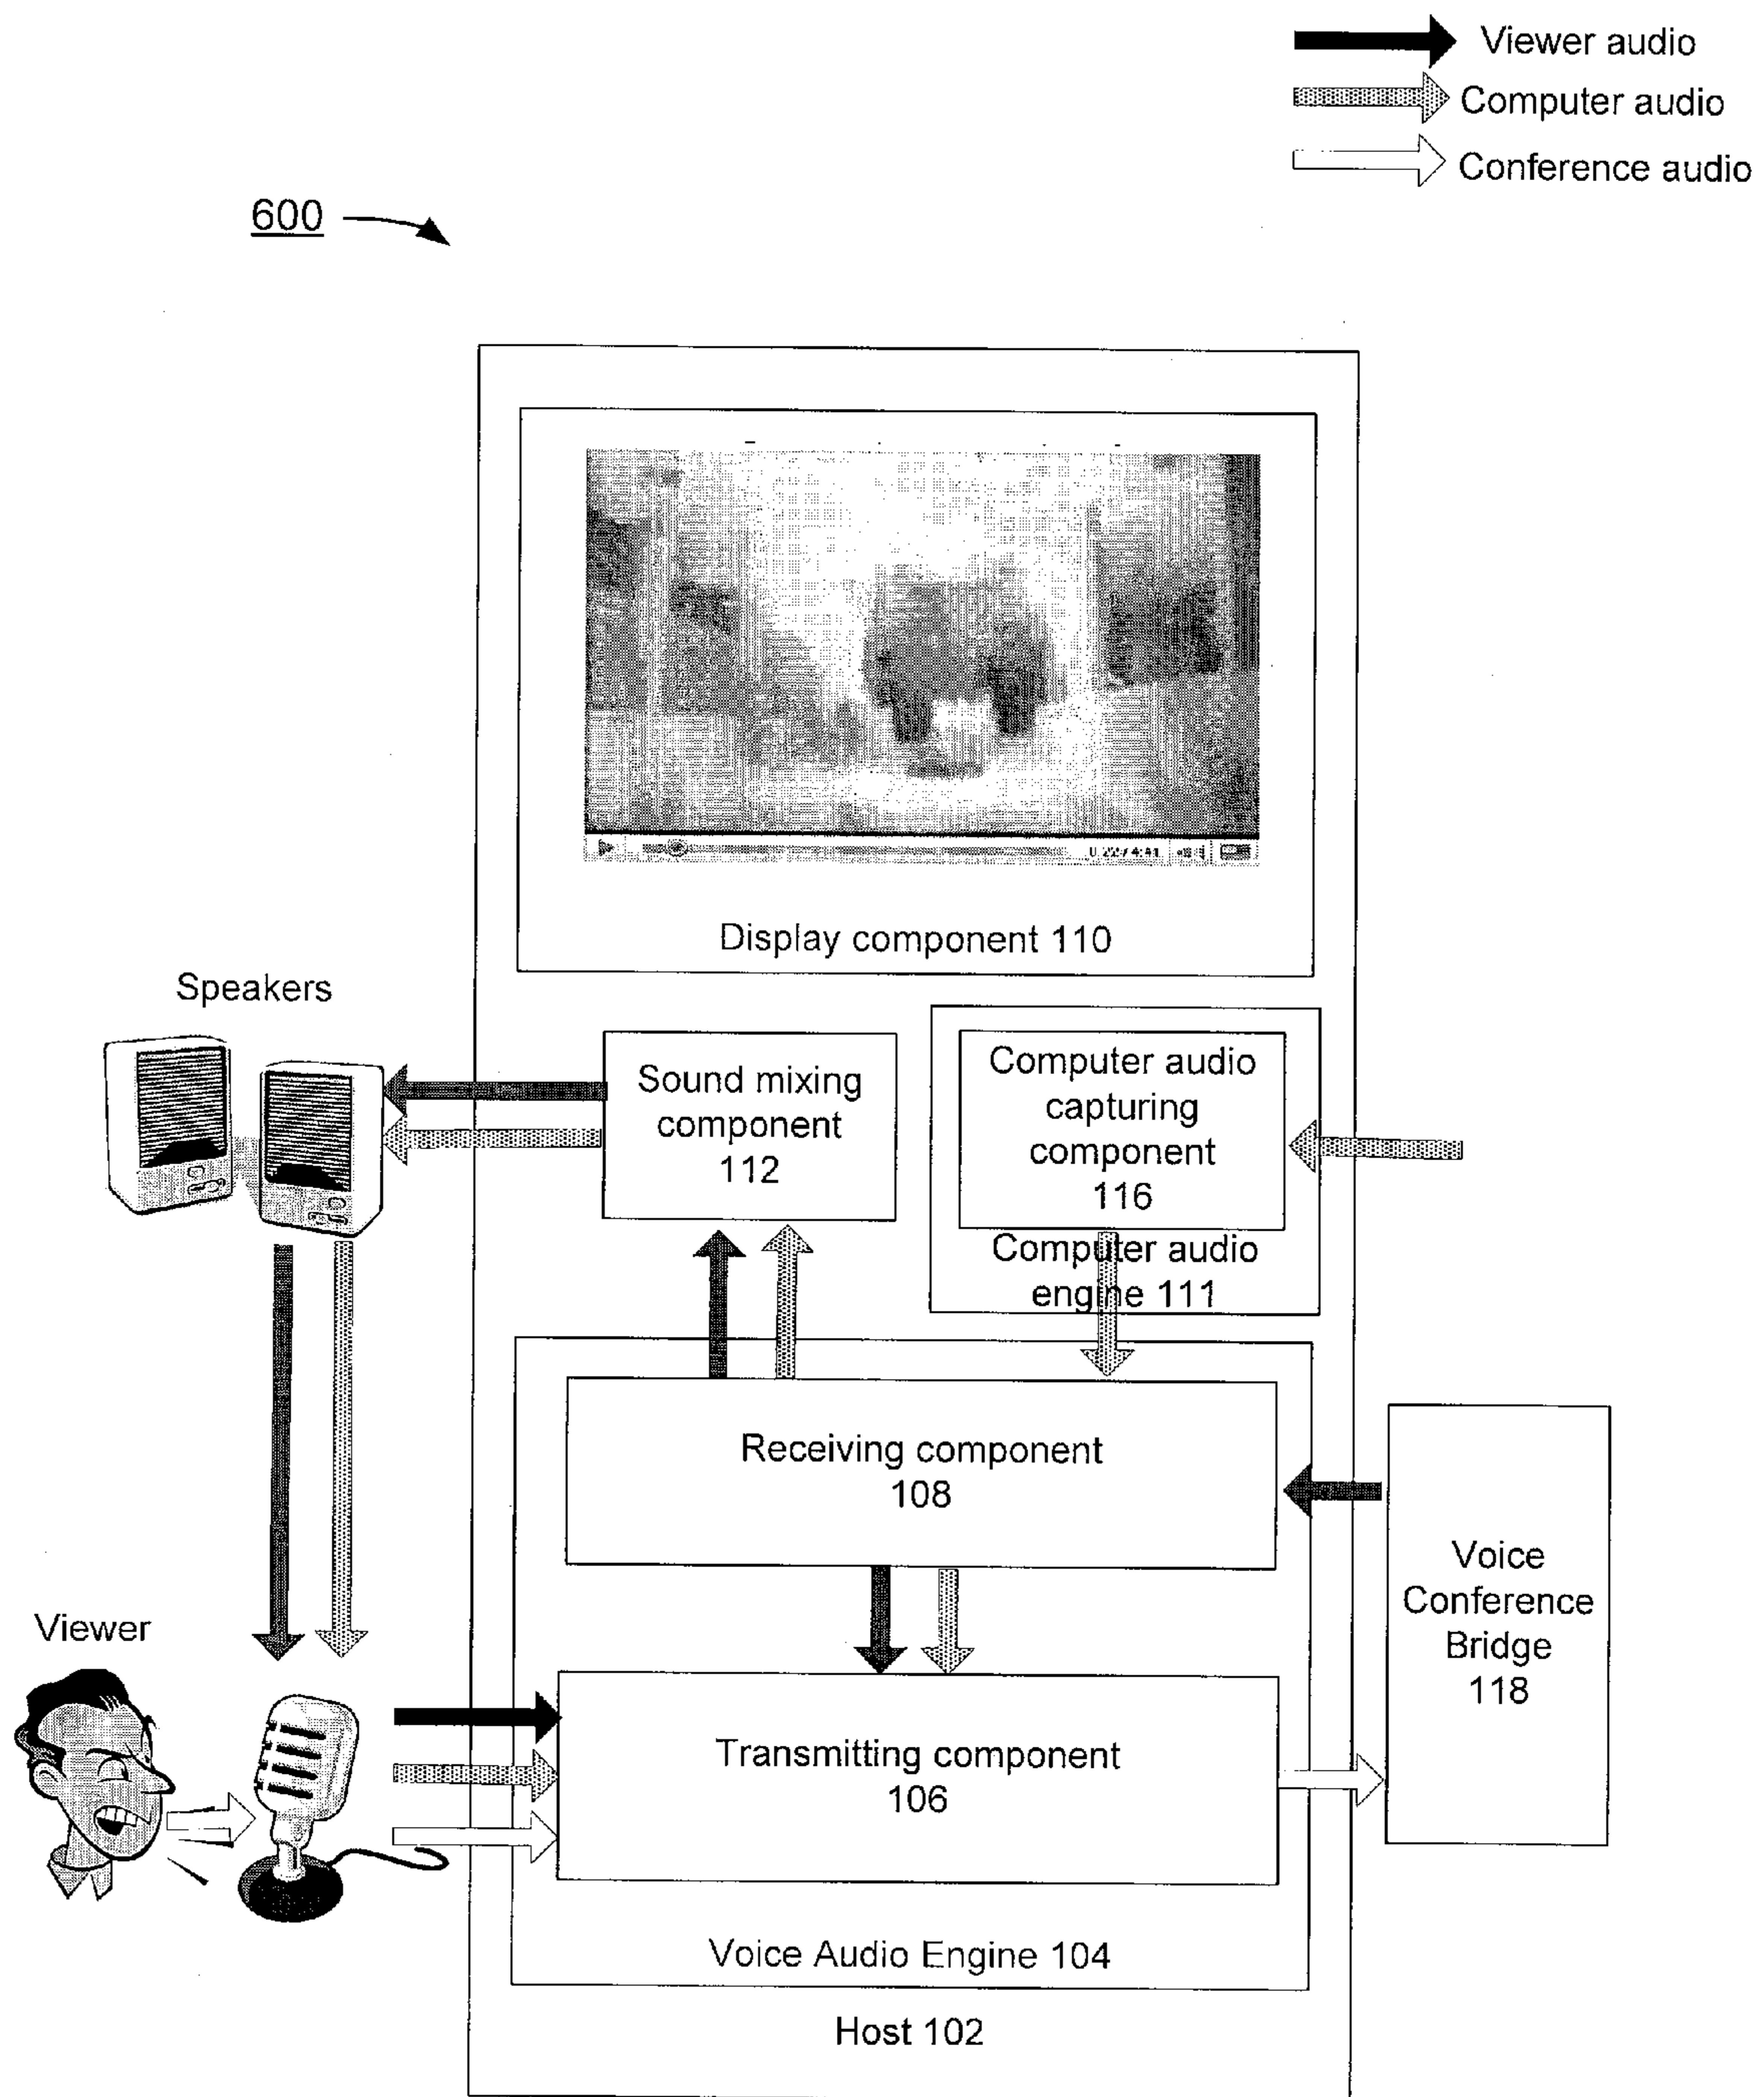 Viewer audio
Computer audio
Conference audio
600
Display component 110
Speakers
Sound mixing
component
112
Computer audio
capturing
component
116
Computer audio
engine 111
Receiving component
108
Voice
Conference
Bridge
118
Viewer
Transmitting component
106
Voice Audio Engine 104
Host 102